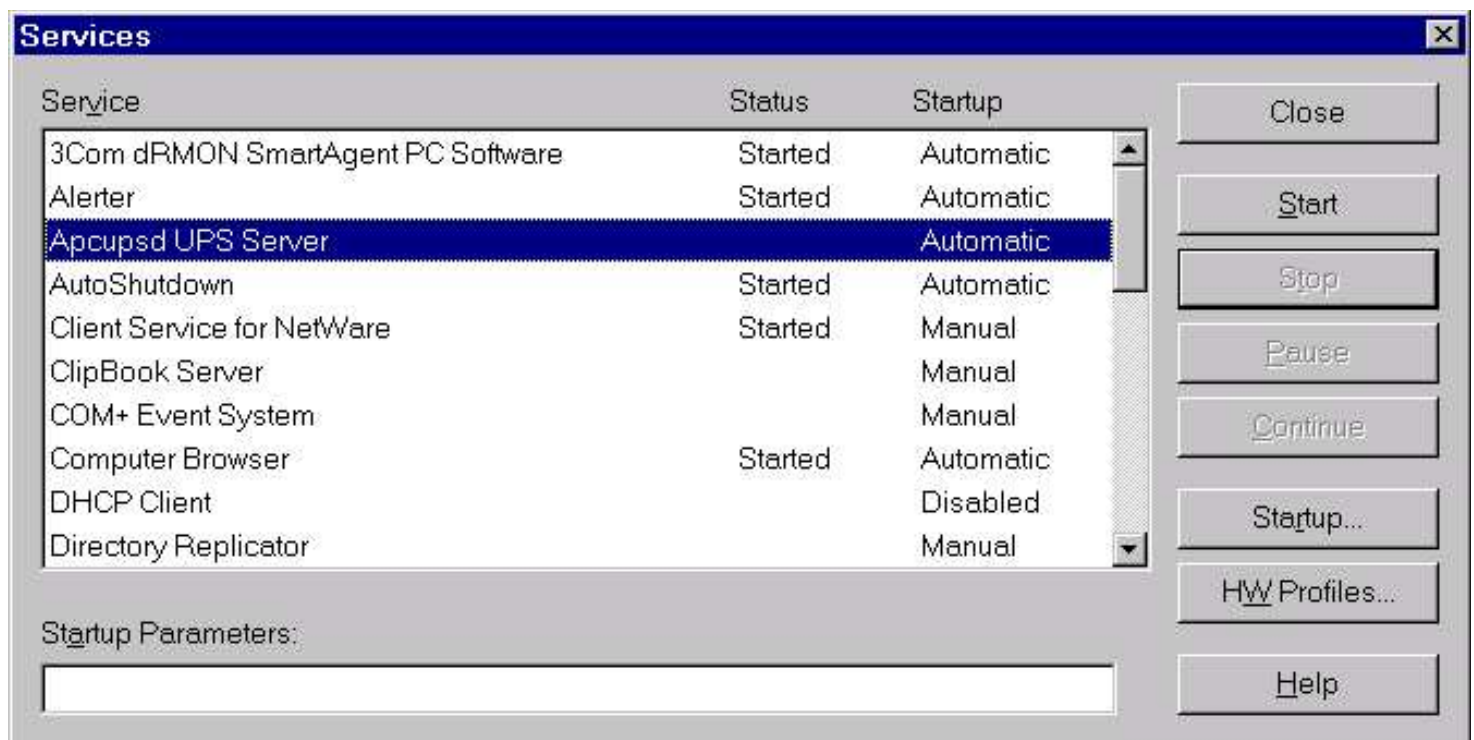 Services
Service Status Startup
3Com dRMON SmartAgent PC Software Started Automatic
Alerter Started Automatic
Apcupsd UPS Server Automatic
AutoShutdown Started Automatic
Client Service for NetWare Started Manual
ClipBook Server Manual
COM+ Event System Manual
Computer Browser Started Automatic
DHCP Client Disabled
Directory Replicator Manual
Startup Parameters:
Close
Start
Stop
Pause
Continue
Startup...
HW Profiles...
Help